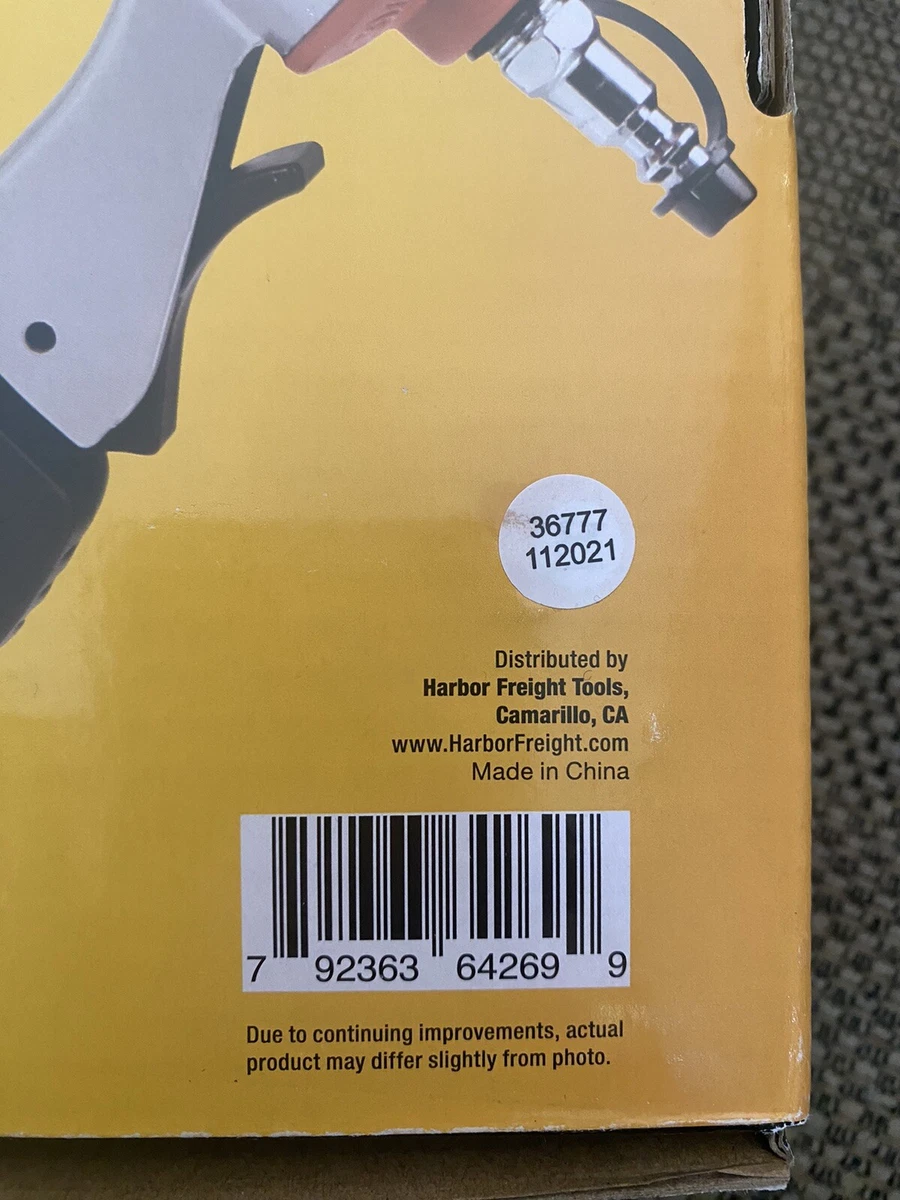 36777
112021
Distributed by
Harbor Freight Tools,
Camarillo, CA
www.HarborFreight.com
Made in China
7 92363 64269 9
Due to continuing improvements, actual
product may differ slightly from photo.